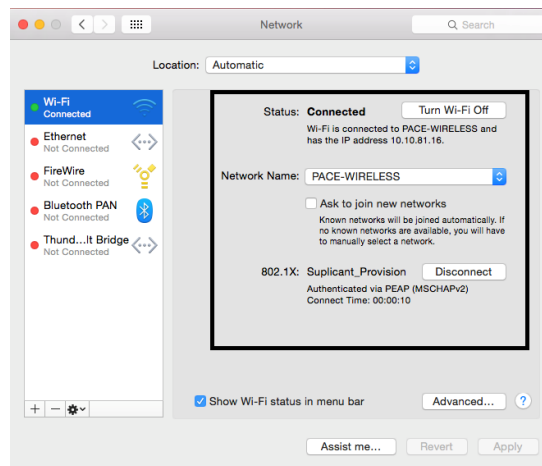 Network
Search
Location: Automatic
Wi-Fi
Connected
Ethernet
Not Connected
FireWire
Not Connected
Bluetooth PAN
Not Connected
Thund...lt Bridge
Not Connected
Status: Connected Turn Wi-Fi Off
Wi-Fi is connected to PACE-WIRELESS and
has the IP address 10.10.81.16.
Network Name: PACE-WIRELESS
Ask to join new networks
Known networks will be joined automatically. If
no known networks are available, you will have
to manually select a network.
802.1X: Suplicant_Provision Disconnect
Authenticated via PEAP (MSCHAPv2)
Connect Time: 00:00:10
Show Wi-Fi status in menu bar Advanced... ?
Assist me... Revert Apply